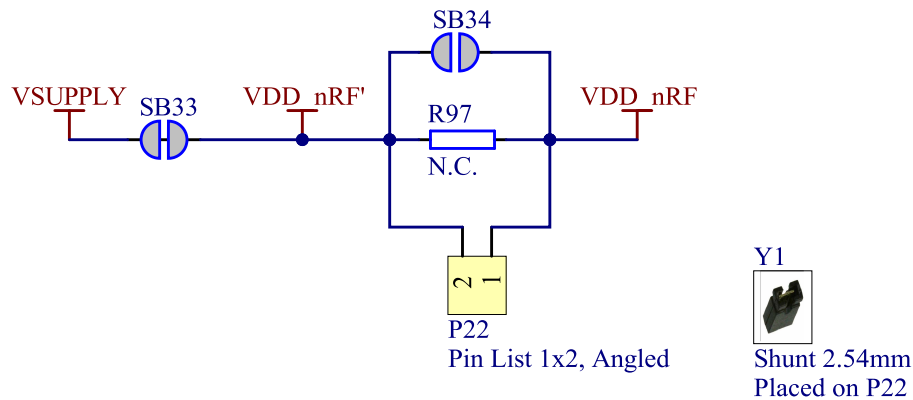 SB34
VSUPPLY
SB33
VDD_nRF'
VDD_nRF
R97
N.C.
2
1
P22
Pin List 1x2, Angled
Y1
Shunt 2.54mm
Placed on P22